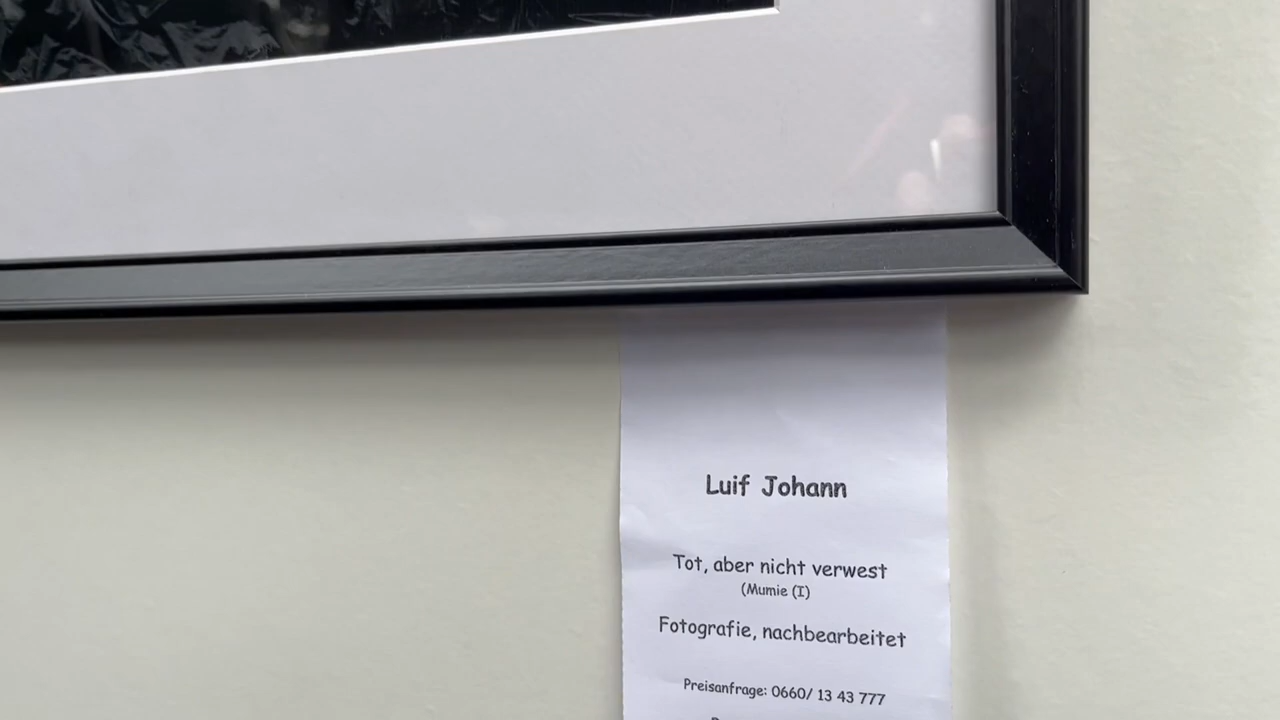 Luif Johann
Tot, aber nicht verwest
(Mumie (I)
Fotografie, nachbearbeitet
Preisanfrage: 0660/ 13 43 777